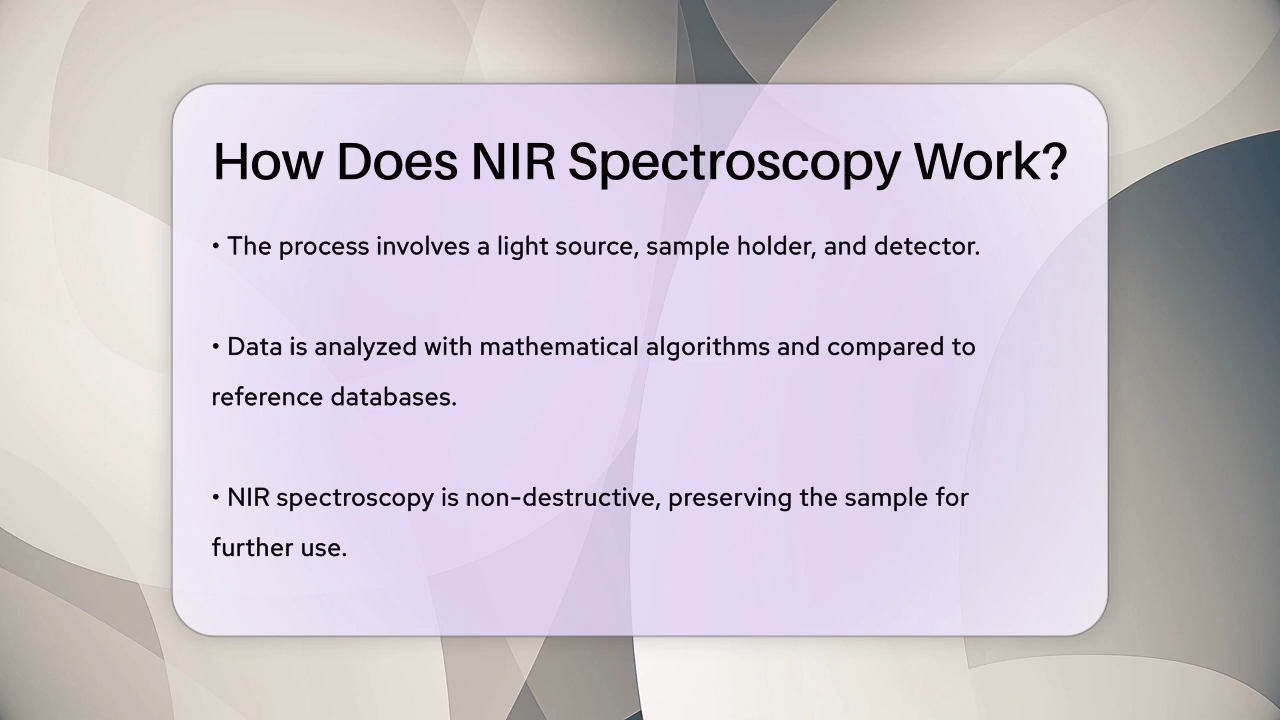 How Does NIR Spectroscopy Work?
• The process involves a light source, sample holder, and detector.
• Data is analyzed with mathematical algorithms and compared to
reference databases.
• NIR spectroscopy is non-destructive, preserving the sample for
further use.